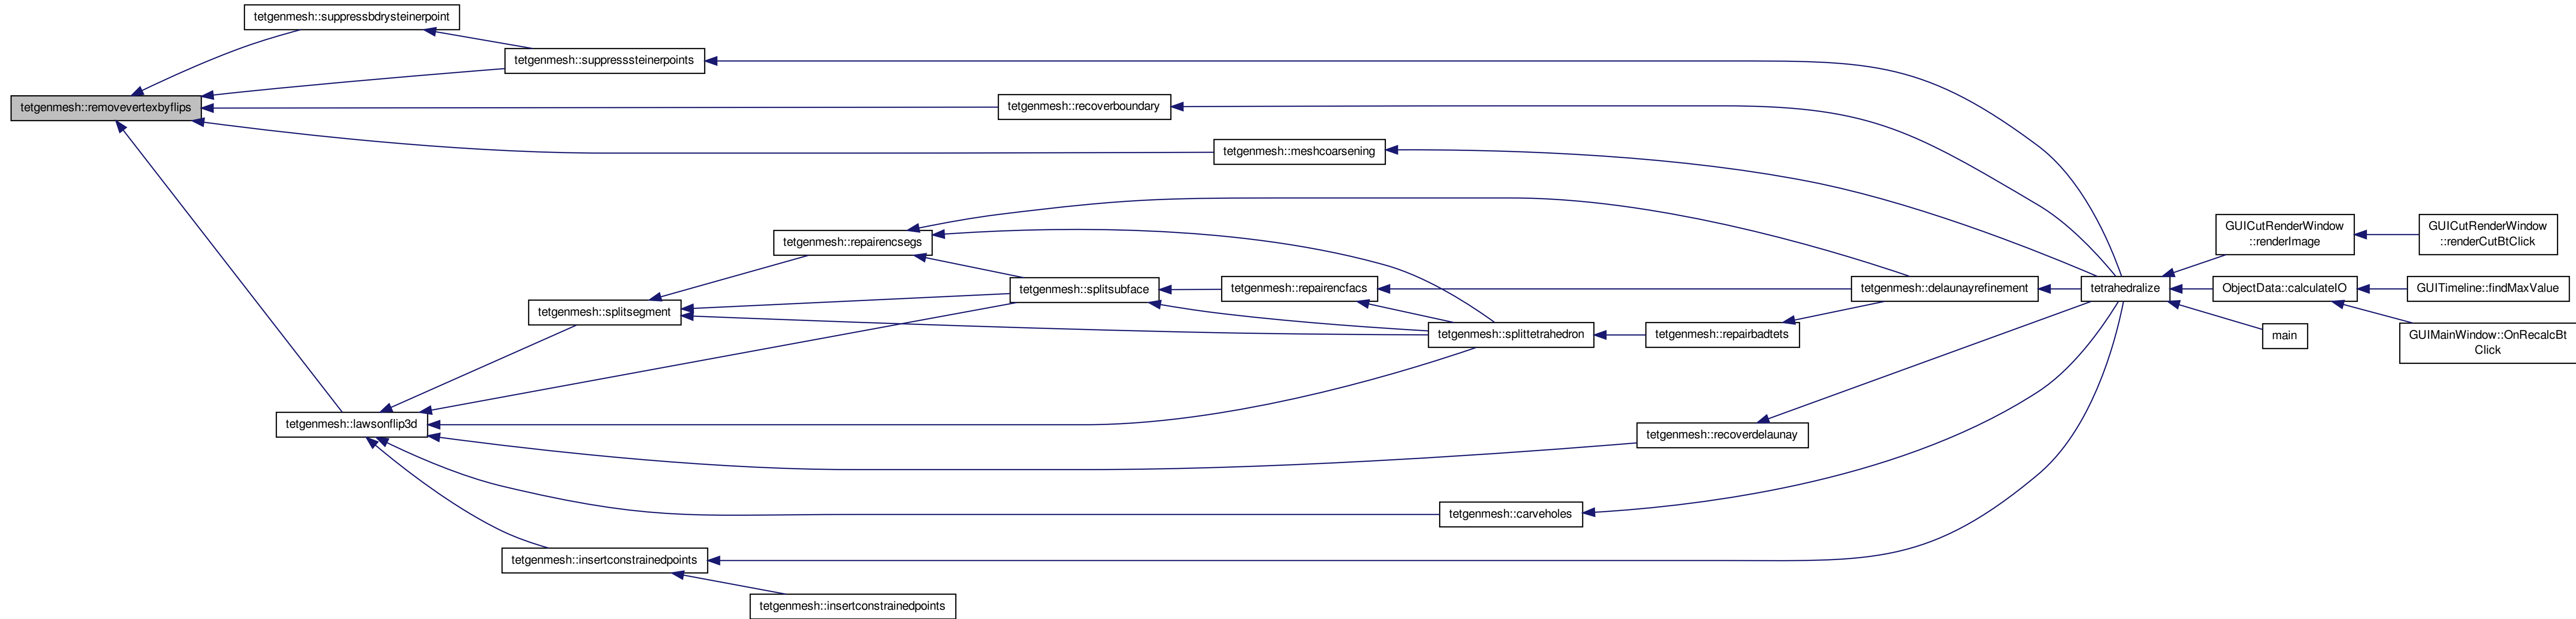 tetgenmesh::suppressbdrysteinerpoint
tetgenmesh::suppresssteinerpoints
tetgenmesh::removevertexbyflips
tetgenmesh::recoverboundary
tetgenmesh::meshcoarsening
tetgenmesh::repairencsegs
GUICutRenderWindow
::renderImage
GUICutRenderWindow
::renderCutBtClick
tetgenmesh::splitsubface
tetgenmesh::repairencfacs
tetgenmesh::delaunayrefinement
tetrahedralize
ObjectData::calculateIO
GUITimeline::findMaxValue
tetgenmesh::splitsegment
tetgenmesh::splittetrahedron
tetgenmesh::repairbadtets
main
GUIMainWindow::OnRecalcBt
Click
tetgenmesh::lawsonflip3d
tetgenmesh::recoverdelaunay
tetgenmesh::carveholes
tetgenmesh::insertconstrainedpoints
tetgenmesh::insertconstrainedpoints